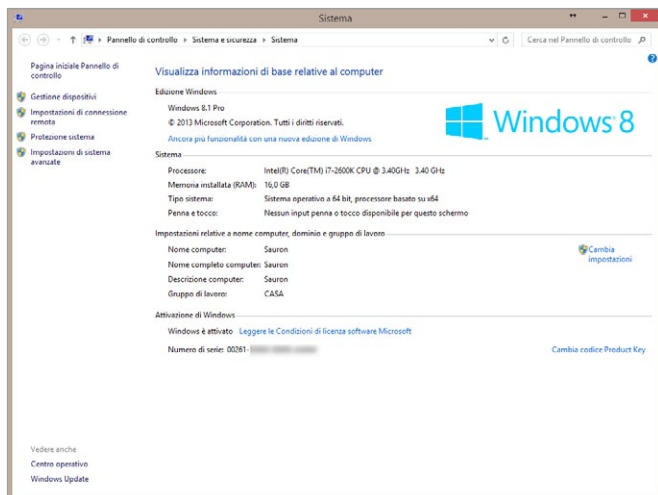 Sistema
Pannello di controllo ▸ Sistema e sicurezza ▸ Sistema
Cerca nel Pannello di controllo
Pagina iniziale Pannello di
controllo
Gestione dispositivi
Impostazioni di connessione
remota
Protezione sistema
Impostazioni di sistema
avanzate
Visualizza informazioni di base relative al computer
Edizione Windows
Windows 8.1 Pro
© 2013 Microsoft Corporation. Tutti i diritti riservati.
Ancora più funzionalità con una nuova edizione di Windows
Windows 8
Sistema
Processore: Intel(R) Core(TM) i7-2600K CPU @ 3.40GHz 3.40 GHz
Memoria installata (RAM): 16,0 GB
Tipo sistema: Sistema operativo a 64 bit, processore basato su x64
Penna e tocco: Nessun input penna o tocco disponibile per questo schermo
Impostazioni relative a nome computer, dominio e gruppo di lavoro
Nome computer: Sauron
Cambia
impostazioni
Nome completo computer: Sauron
Descrizione computer: Sauron
Gruppo di lavoro: CASA
Attivazione di Windows
Windows è attivato Leggere le Condizioni di licenza software Microsoft
Numero di serie: 00261-
Cambia codice Product Key
Vedere anche
Centro operativo
Windows Update